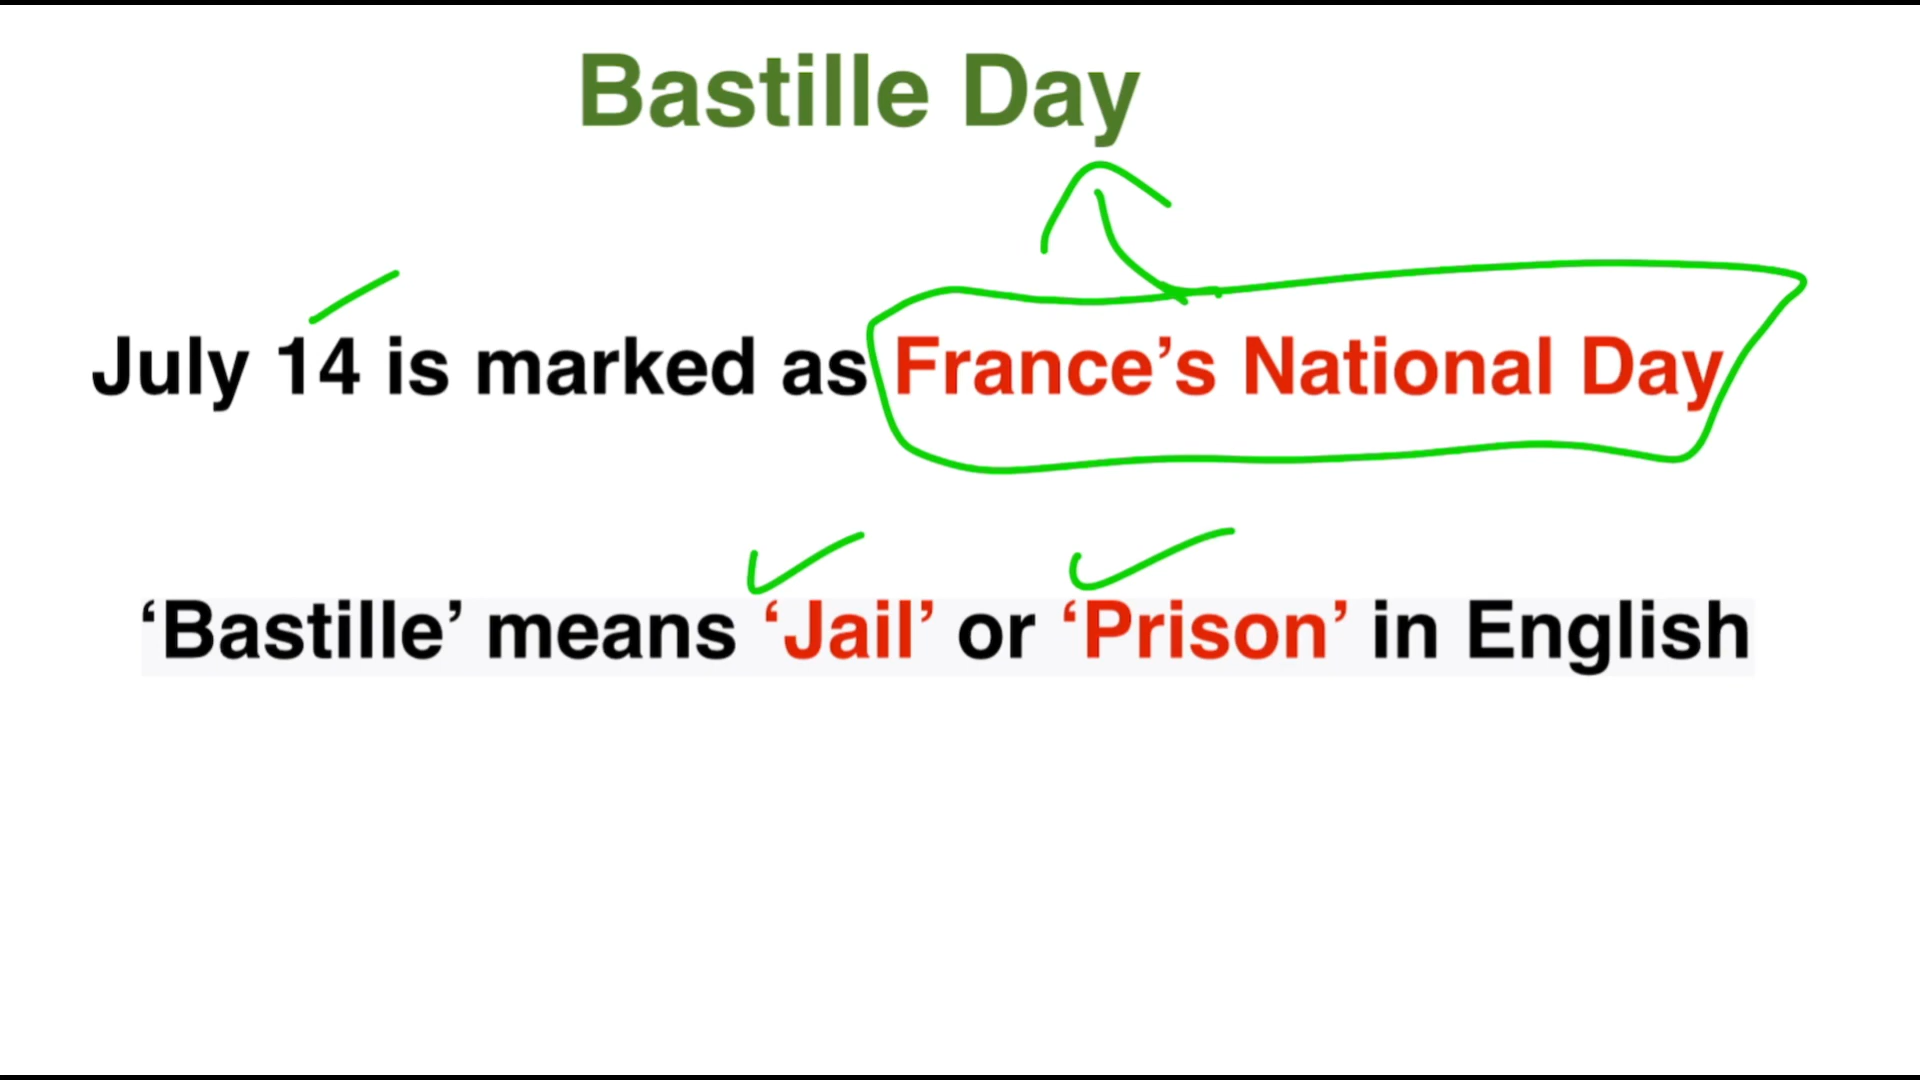 Bastille Day
July 14 is marked as France’s National Day
‘Bastille’ means ‘Jail’ or ‘Prison’ in English